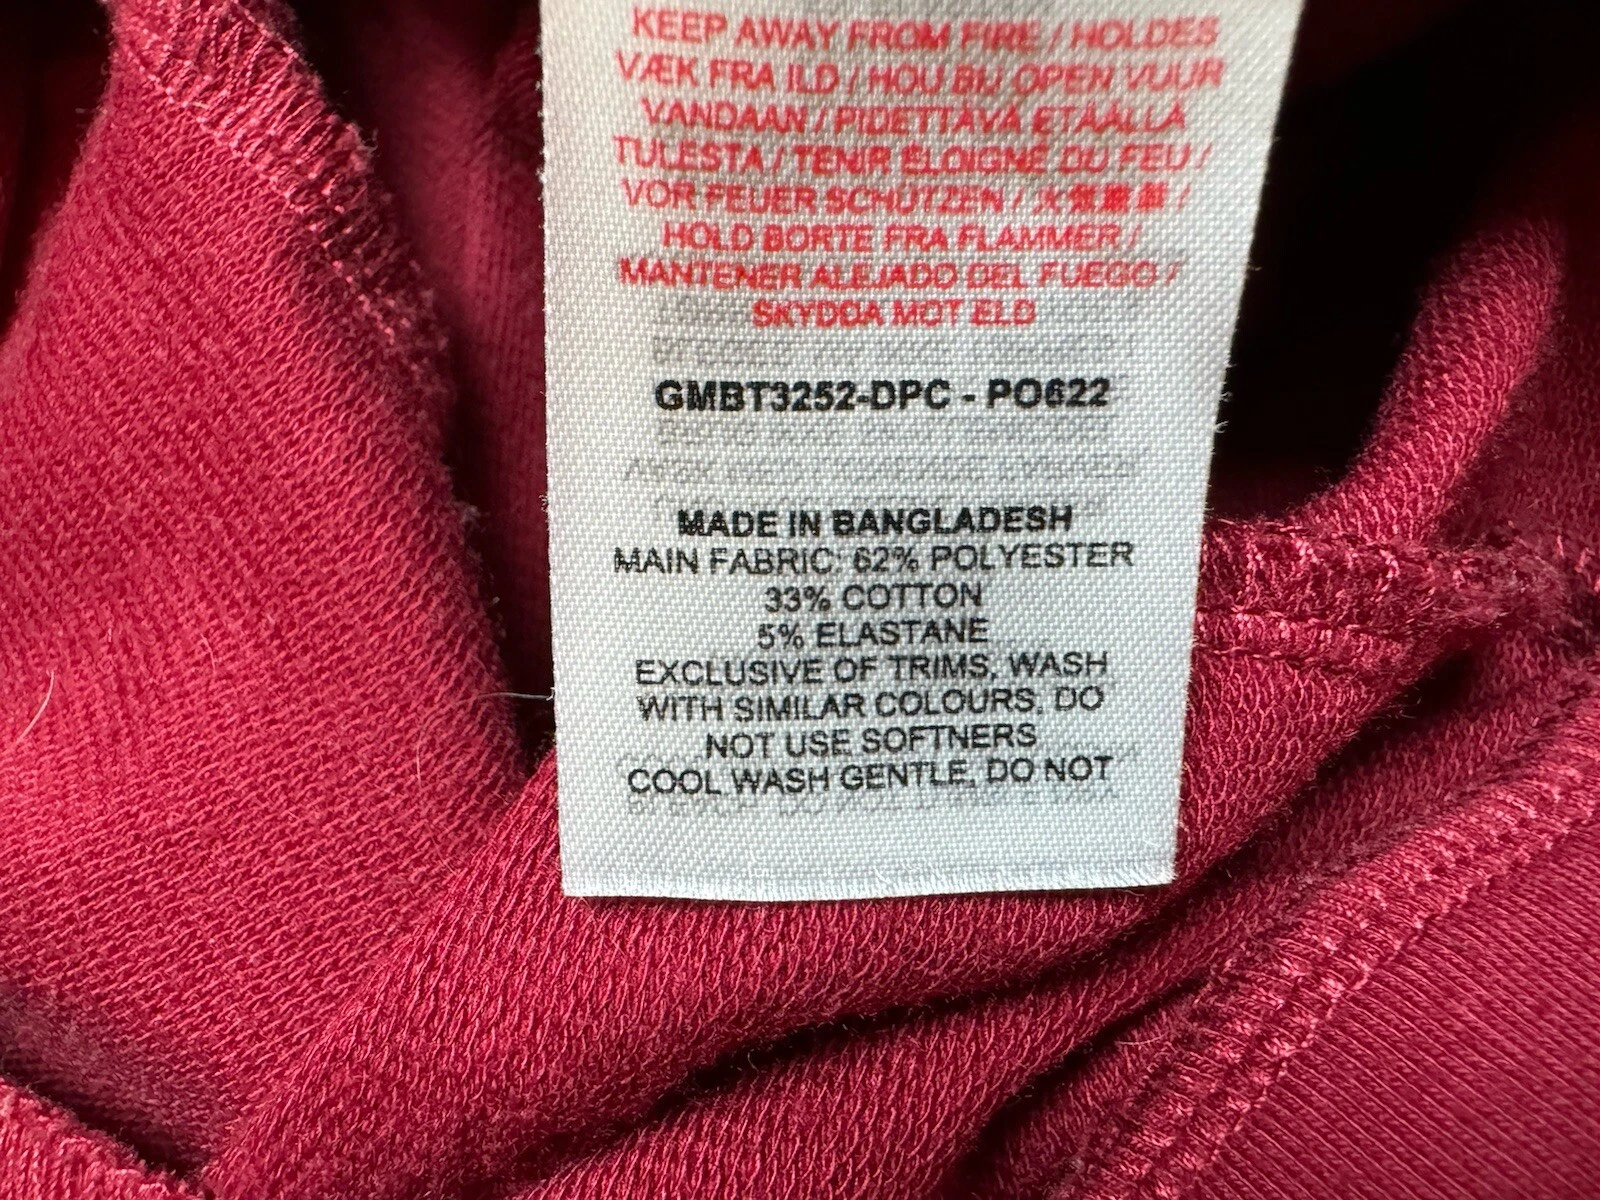 KEEP AWAY FROM FIRE / HOLDES
VÆK FRA ILD / HOU BIJ OPEN VUUR
VANDAAN / PIDETTÄVÄ ETÄÄLLÄ
TULESTA / TENIR ÉLOIGNÉ DU FEU /
VOR FEUER SCHÜTZEN / /
HOLD BORTE FRA FLAMMER /
MANTENER ALEJADO DEL FUEGO /
SKYDDA MOT ELD
GMBT3252-DPC - PO622
MADE IN BANGLADESH
MAIN FABRIC: 62% POLYESTER
33% COTTON
5% ELASTANE
EXCLUSIVE OF TRIMS, WASH
WITH SIMILAR COLOURS, DO
NOT USE SOFTNERS
COOL WASH GENTLE, DO NOT